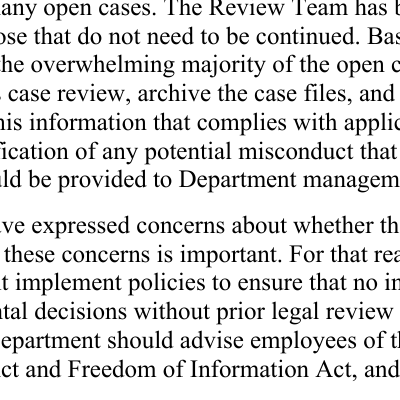 any open cases. The Review Team has b
ose that do not need to be continued. Bas
the overwhelming majority of the open c
case review, archive the case files, and
his information that complies with applic
fication of any potential misconduct that
uld be provided to Department managem
ve expressed concerns about whether th
these concerns is important. For that rea
t implement policies to ensure that no in
ntal decisions without prior legal review
epartment should advise employees of th
ct and Freedom of Information Act, and